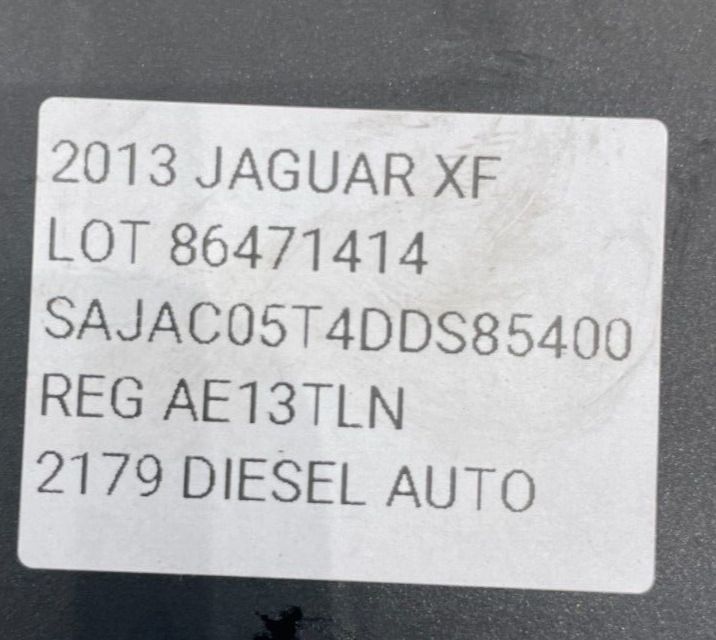 2013 JAGUAR XF
LOT 86471414
SAJAC05T4DDS85400
REG AE13TLN
2179 DIESEL AUTO